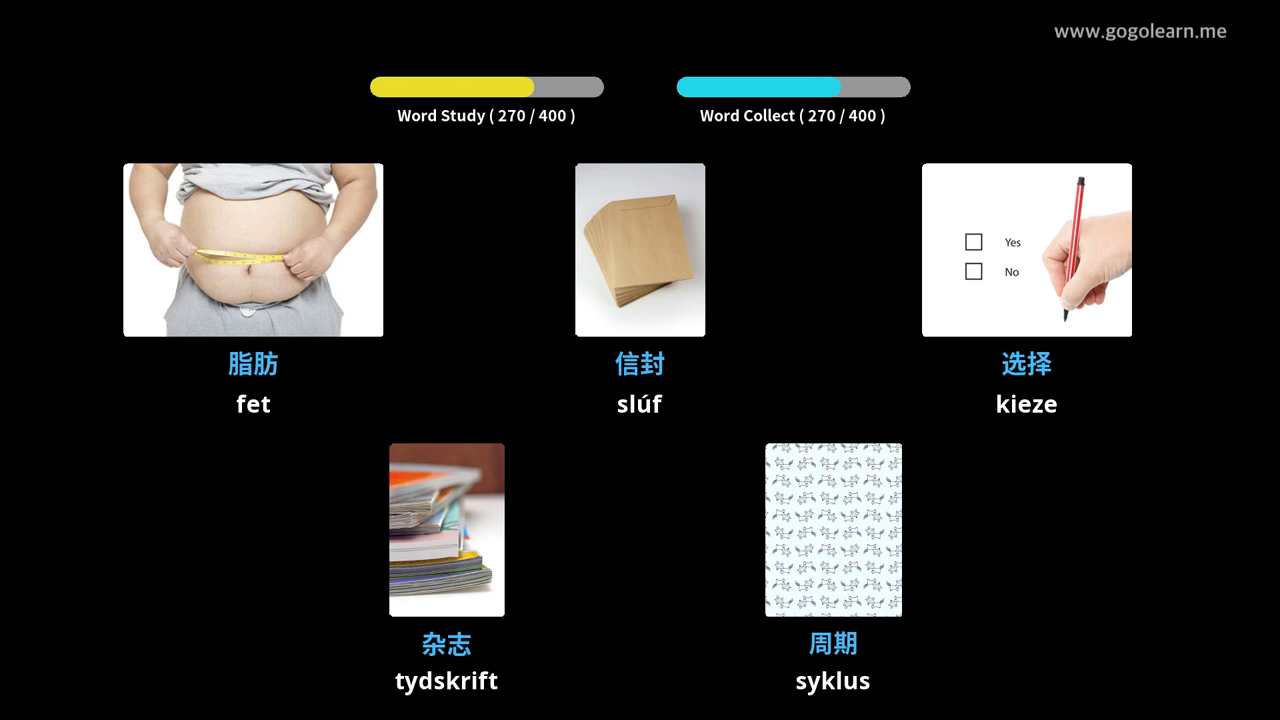 www.gogolearn.me
Word Study ( 270 / 400 )
Word Collect ( 270 / 400 )
Yes
No
脂肪
信封
选择
fet
slúf
kieze
杂志
周期
tydskrift
syklus